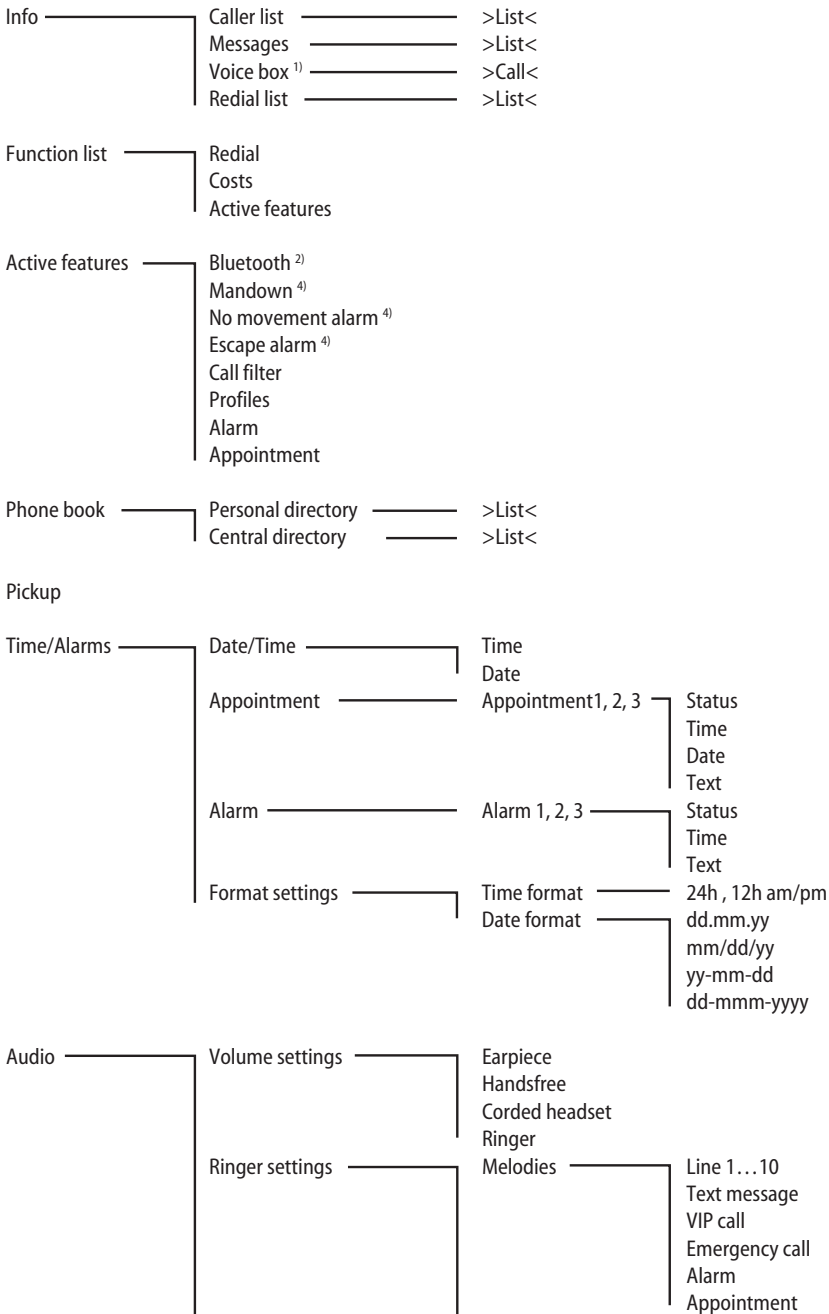 Info Caller list >List<
Messages >List<
Voice box 1) >Call<
Redial list >List<
Function list Redial
Costs
Active features
Active features Bluetooth 2)
Mandown 4)
No movement alarm 4)
Escape alarm 4)
Call filter
Profiles
Alarm
Appointment
Phone book Personal directory >List<
Central directory >List<
Pickup
Time/Alarms Date/Time Time
Date
Appointment Appointment1, 2, 3 Status
Time
Date
Text
Alarm Alarm 1, 2, 3 Status
Time
Text
Format settings Time format 24h , 12h am/pm
Date format dd.mm.yy
mm/dd/yy
yy-mm-dd
dd-mmm-yyyy
Audio Volume settings Earpiece
Handsfree
Corded headset
Ringer
Ringer settings Melodies Line 1…10
Text message
VIP call
Emergency call
Alarm
Appointment